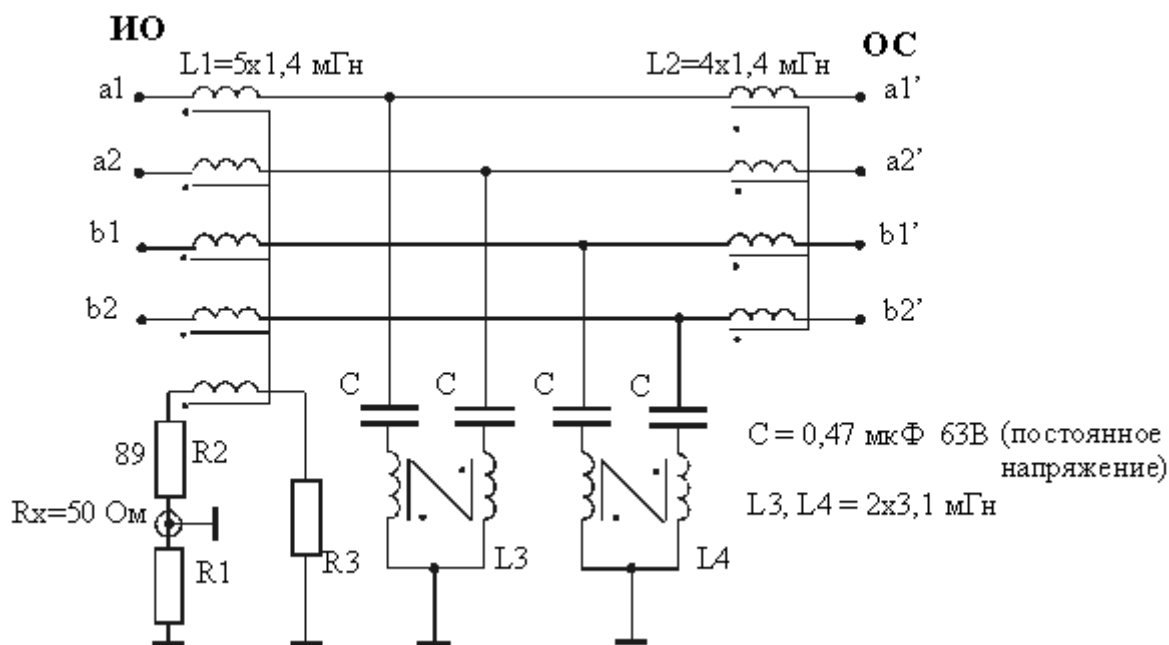 ИО
ОС
L1=5x1,4 мГн
L2=4x1,4 мГн
a1
a1’
a2
a2’
b1
b1’
b2
b2’
C
C
C
C
89
R2
C = 0,47 мкФ 63В (постоянное
напряжение)
Rx=50 Ом
L3, L4 = 2x3,1 мГн
R1
R3
L3
L4